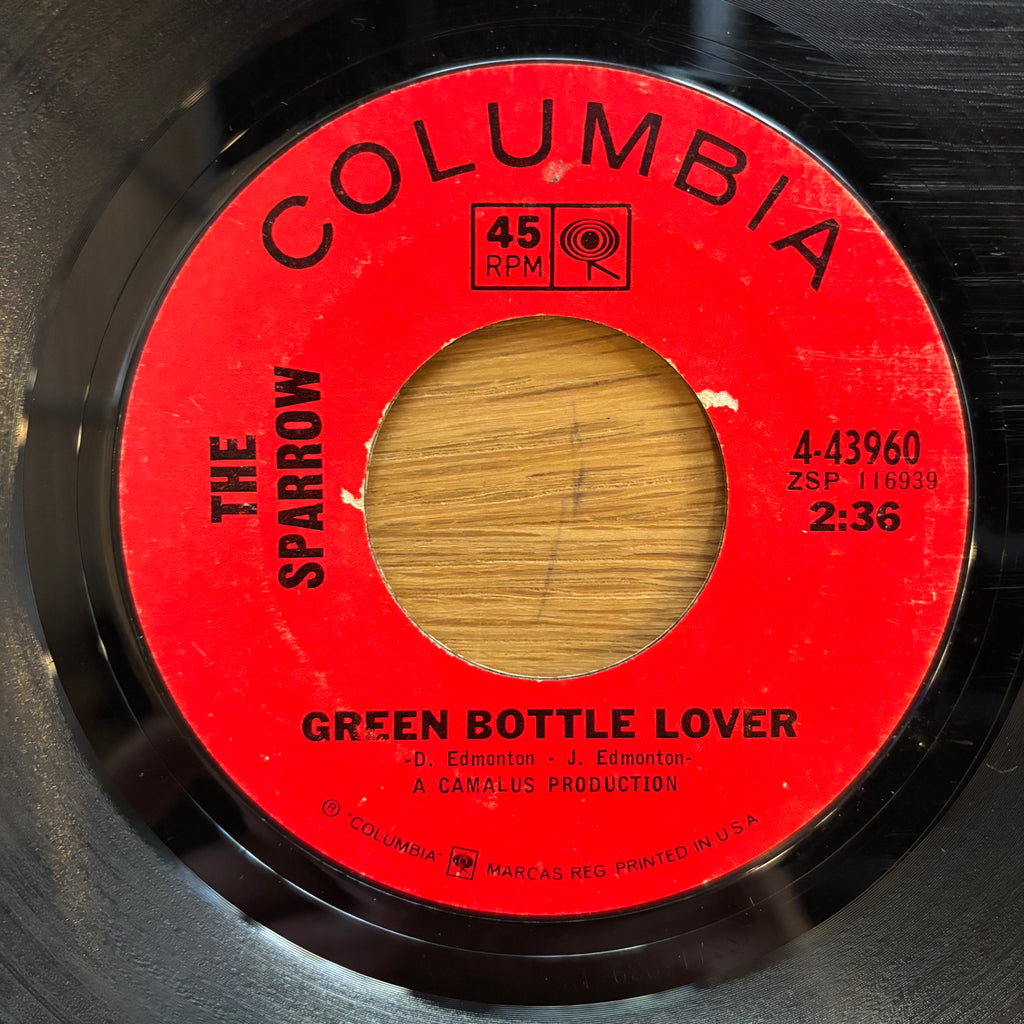 COLUMBIA
45
RPM
THE
SPARROW
4-43960
ZSP 116939
2:36
GREEN BOTTLE LOVER
-D. Edmonton - J. Edmonton-
A CAMALUS PRODUCTION
Ⓡ "COLUMBIA" MARCAS REG. PRINTED IN U.S.A.